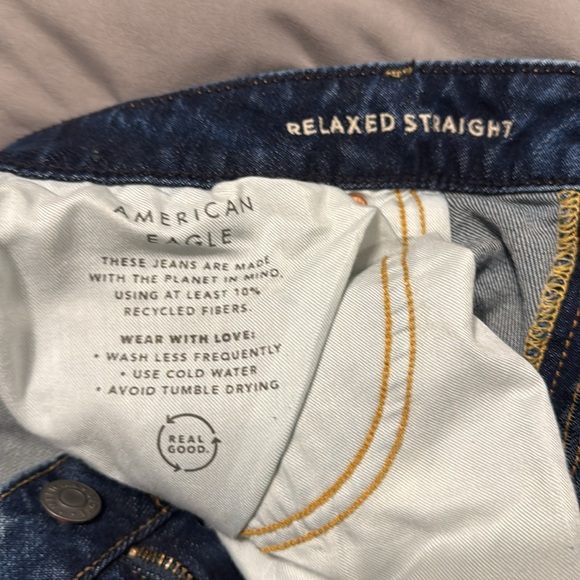 RELAXED STRAIGHT
AMERICAN
EAGLE
THESE JEANS ARE MADE
WITH THE PLANET IN MIND,
USING AT LEAST 10%
RECYCLED FIBERS.
WEAR WITH LOVE:
• WASH LESS FREQUENTLY
• USE COLD WATER
• AVOID TUMBLE DRYING
REAL
GOOD.